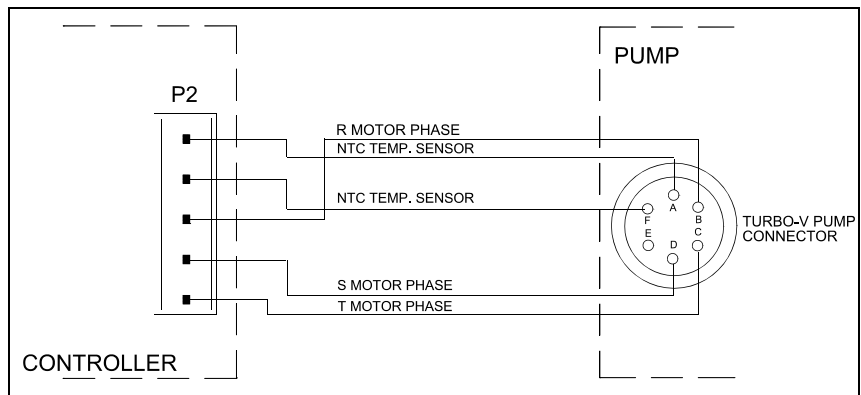 PUMP
P2
R MOTOR PHASE
NTC TEMP. SENSOR
NTC TEMP. SENSOR
A
F
B
E
D
C
TURBO-V PUMP
CONNECTOR
S MOTOR PHASE
T MOTOR PHASE
CONTROLLER